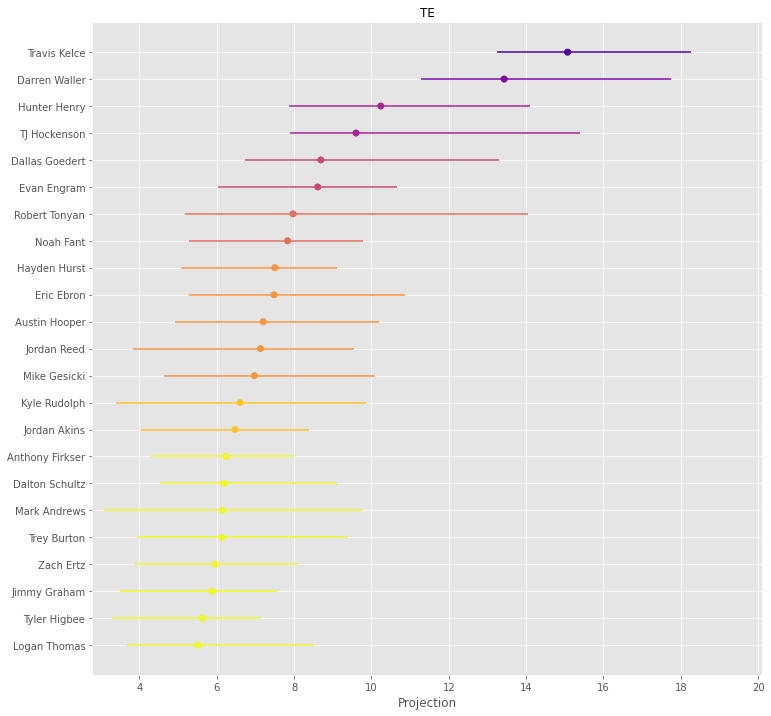 TE
Travis Kelce
Darren Waller
Hunter Henry
TJ Hockenson
Dallas Goedert
Evan Engram
Robert Tonyan
Noah Fant
Hayden Hurst
Eric Ebron
Austin Hooper
Jordan Reed
Mike Gesicki
Kyle Rudolph
Jordan Akins
Anthony Firkser
Dalton Schultz
Mark Andrews
Trey Burton
Zach Ertz
Jimmy Graham
Tyler Higbee
Logan Thomas
4 6 8 10 12 14 16 18 20
Projection